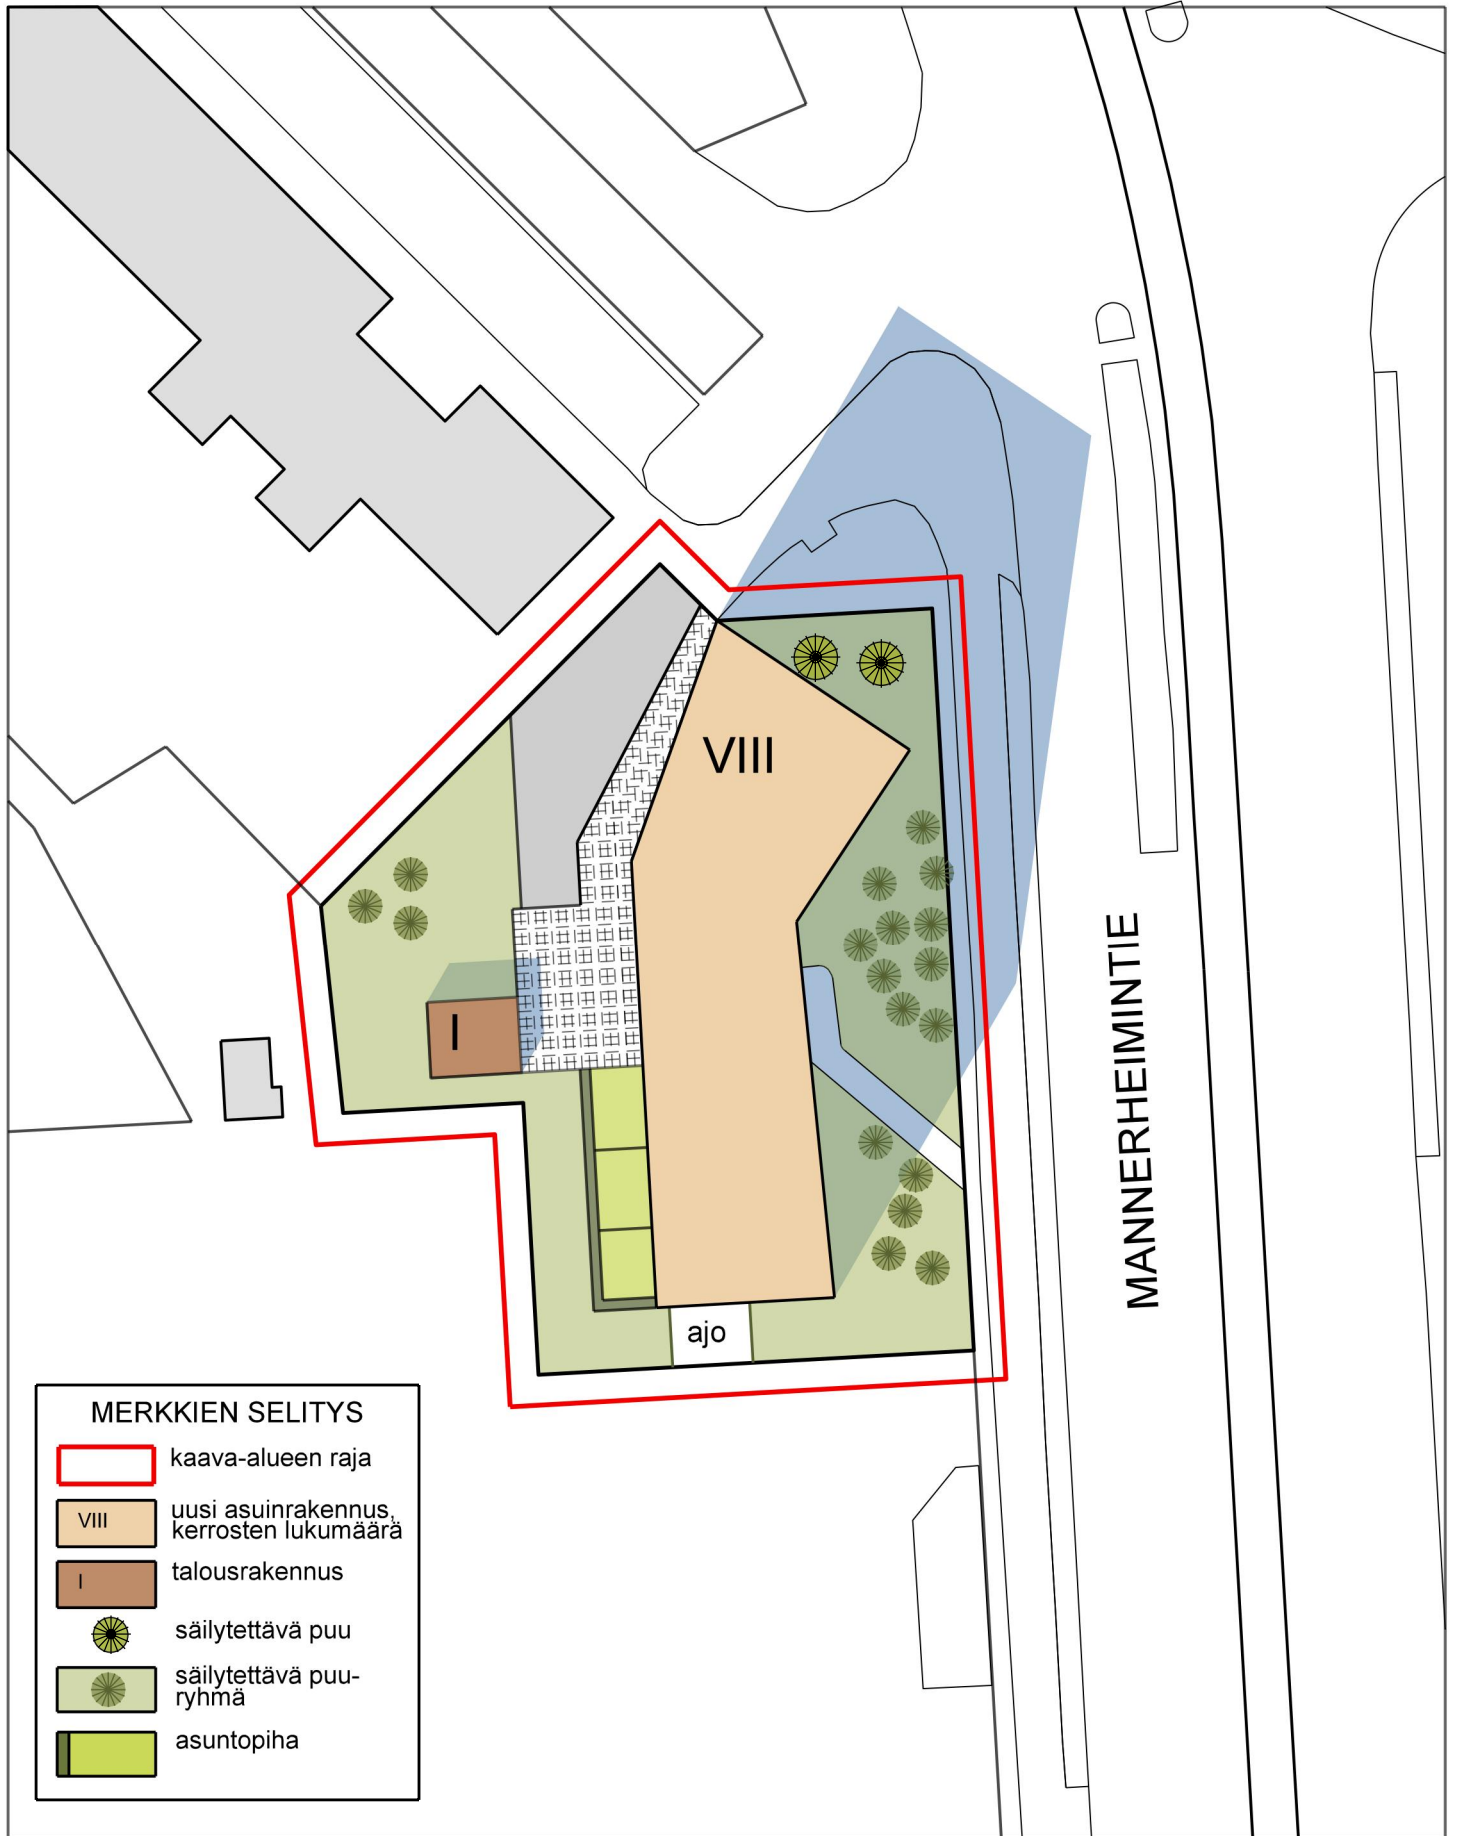 VIII
I
MANNERHEIMINTIE
ajo
MERKKIEN SELITYS
kaava-alueen raja
VIII
uusi asuinrakennus,
kerrosten lukumäärä
I
talousrakennus
säilytettävä puu
säilytettävä puu-
ryhmä
asuntopiha